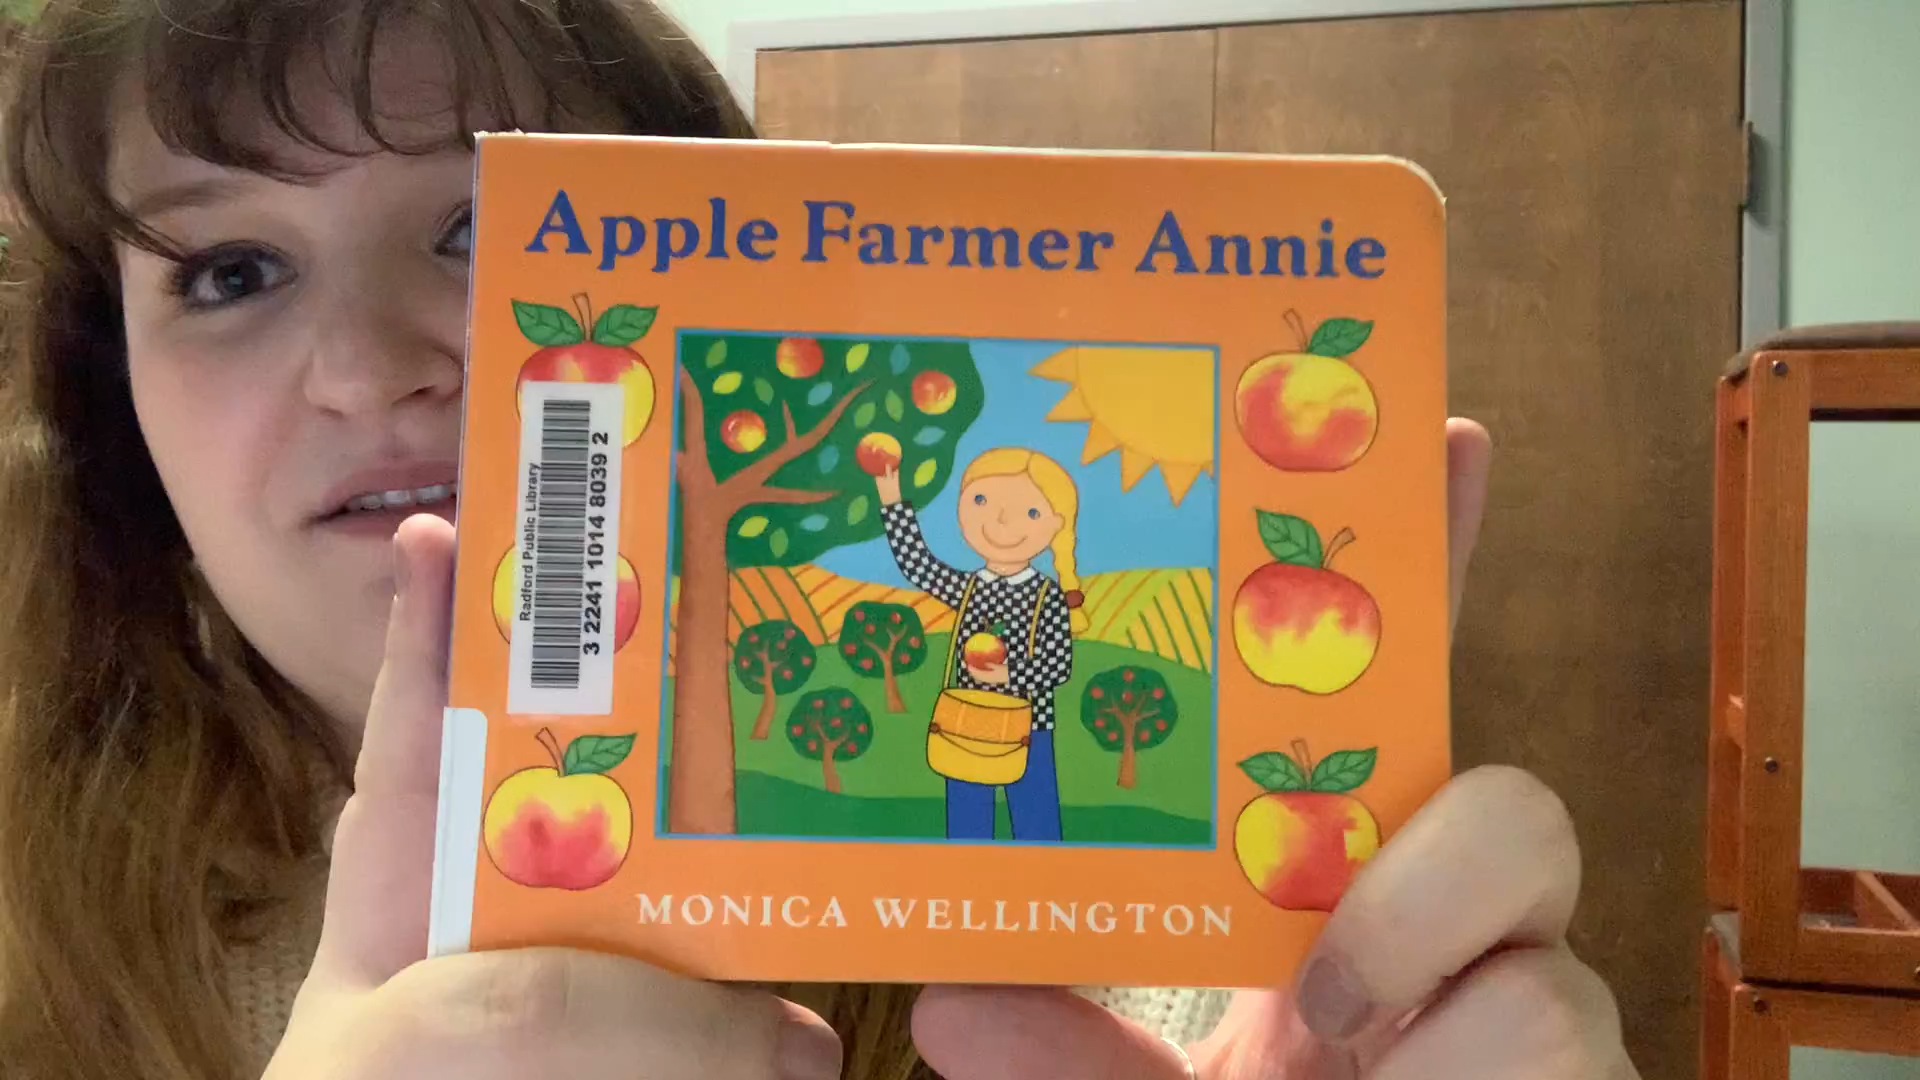 Apple Farmer Annie
Radford Public Library
3 2241 1014 8039 2
MONICA WELLINGTON